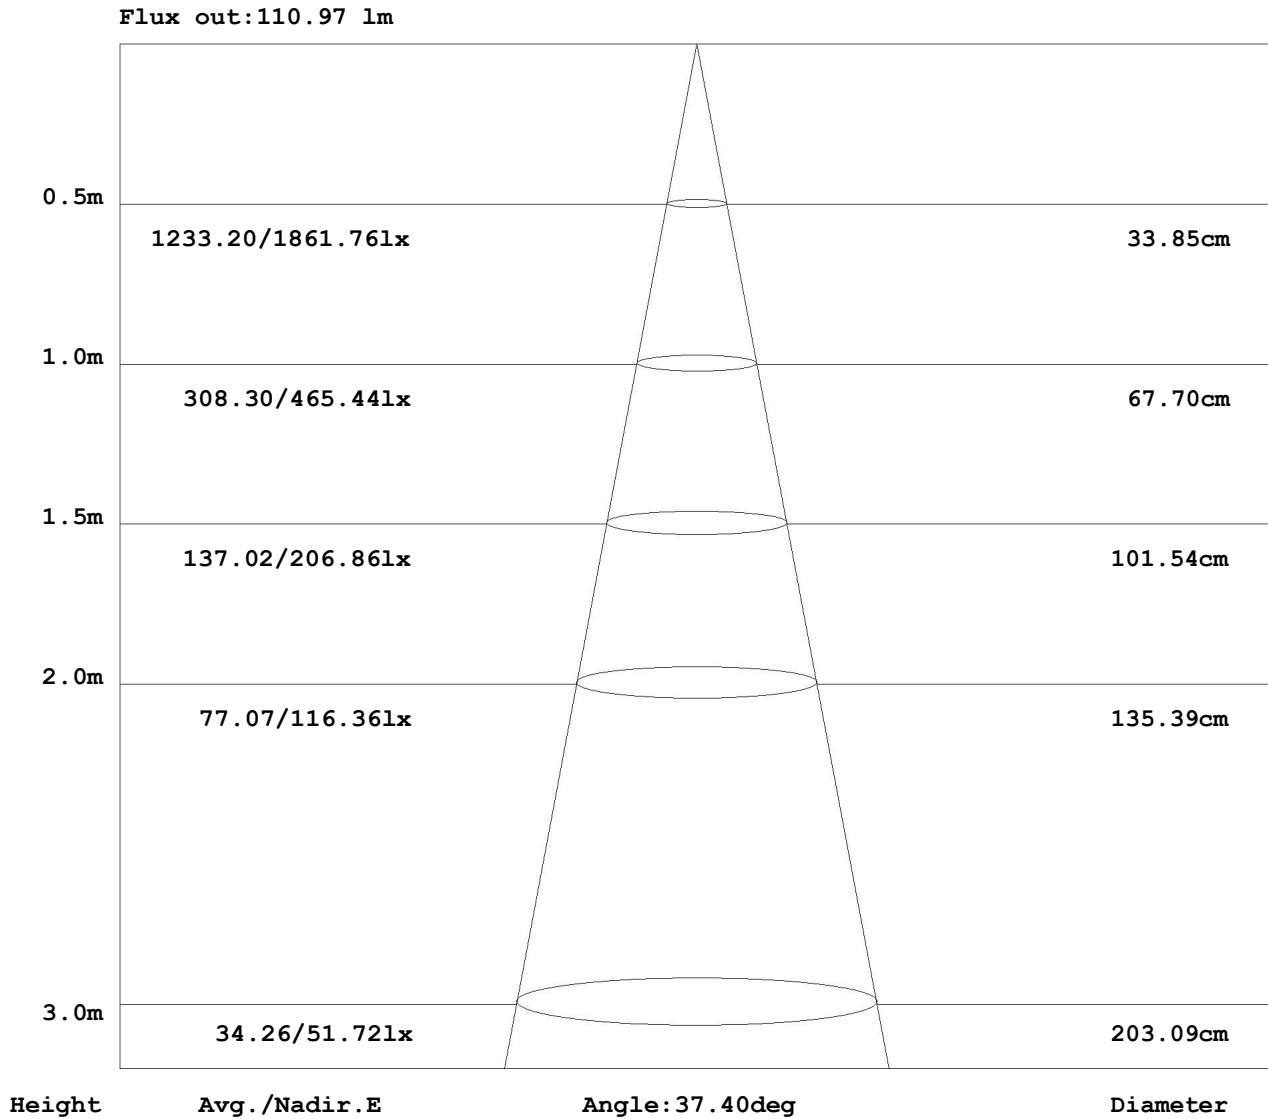 Flux out:110.97 lm
0.5m
1233.20/1861.76lx 33.85cm
1.0m
308.30/465.44lx 67.70cm
1.5m
137.02/206.86lx 101.54cm
2.0m
77.07/116.36lx 135.39cm
3.0m
34.26/51.72lx 203.09cm
Height Avg./Nadir.E Angle:37.40deg Diameter